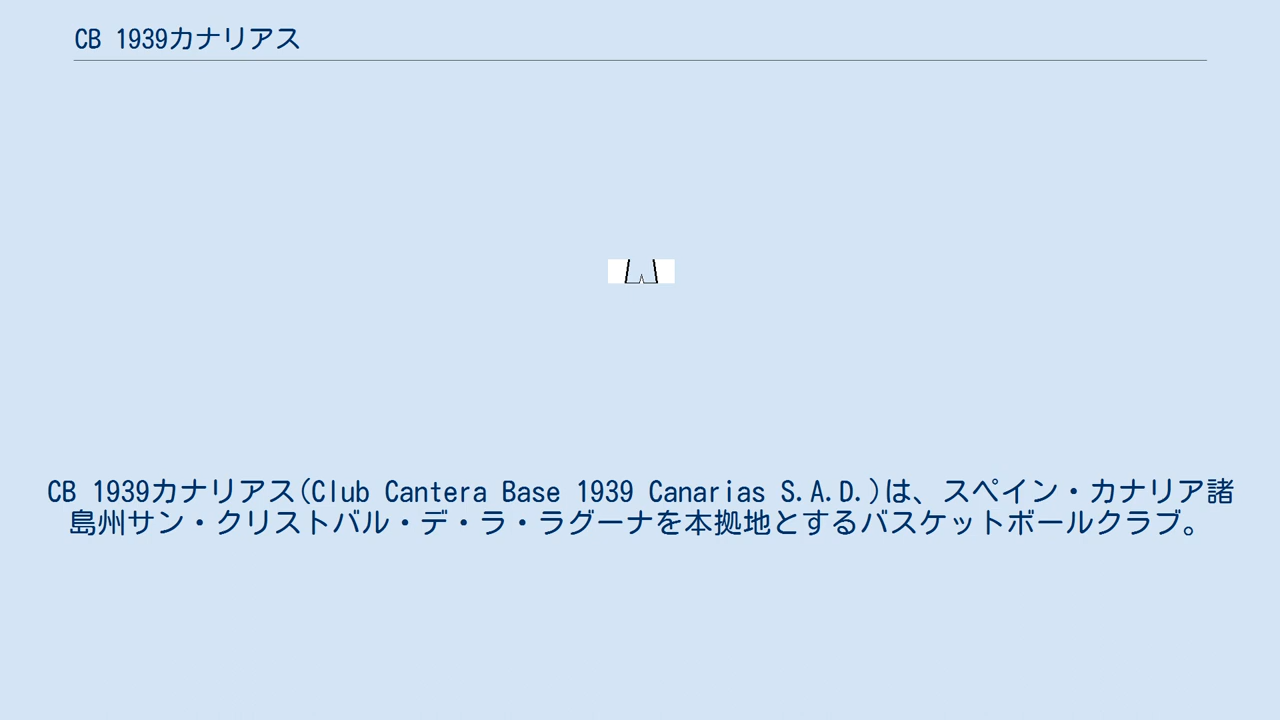 CB 1939カナリアス
CB 1939カナリアス(Club Cantera Base 1939 Canarias S.A.D.)は、スペイン・カナリア諸
島州サン・クリストバル・デ・ラ・ラグーナを本拠地とするバスケットボールクラブ。